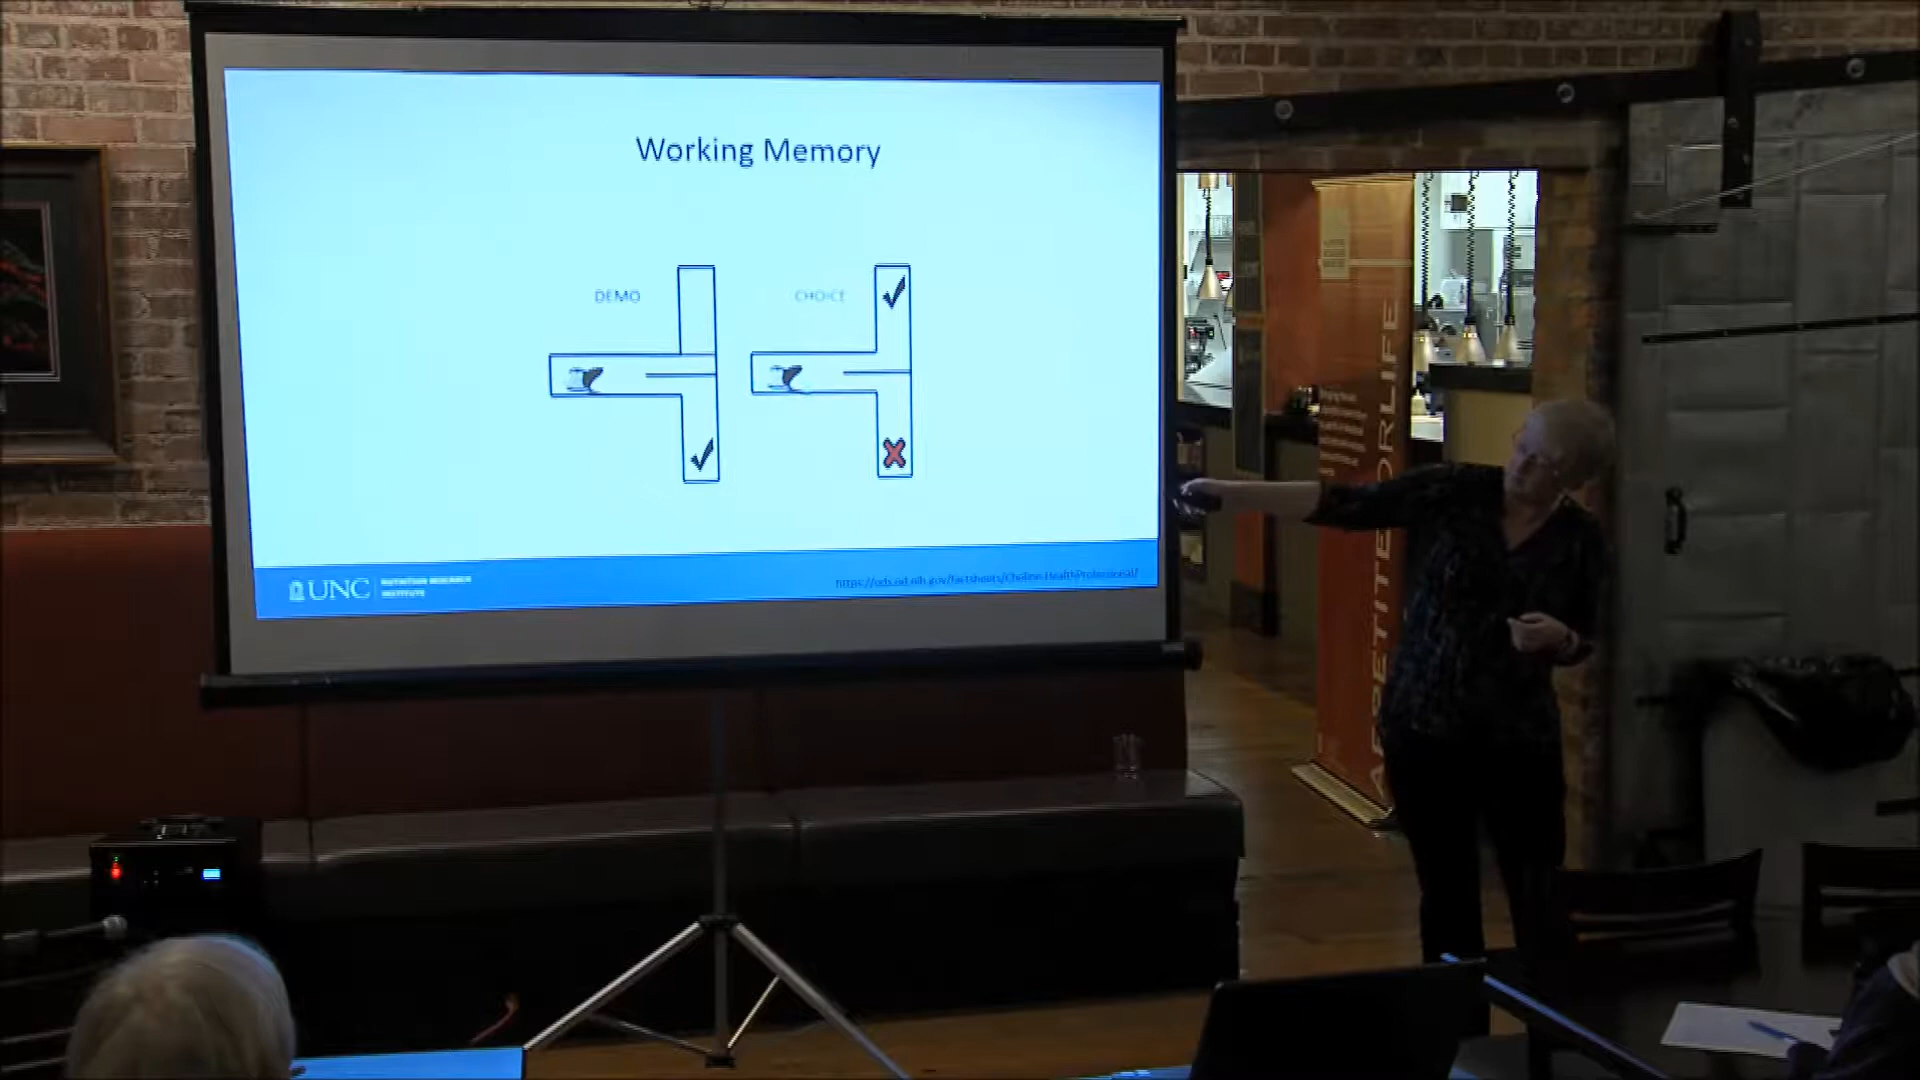 Working Memory
DEMO
CHOICE
UNC
NUTRITION RESEARCH
INSTITUTE
https://ods.od.nih.gov/factsheets/Choline-HealthProfessional/
APPETITE FOR LIFE